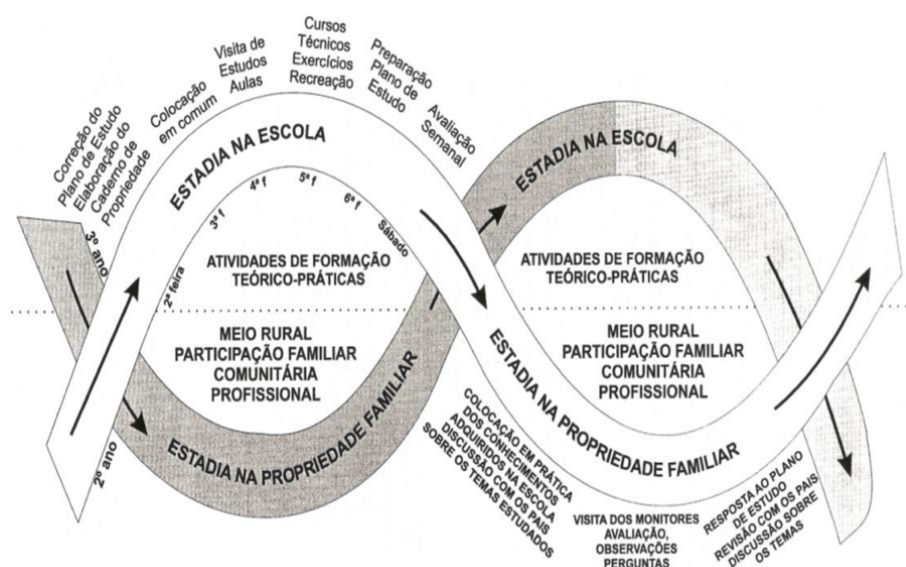 Correção do
Plano de Estudo
Elaboração do
Caderno de
Propriedade
Colocação
em comum
Visita de
Estudos
Aulas
Cursos
Técnicos
Exercícios
Recreação
Preparação
Plano de
Estudo
Avaliação
Semanal
ESTADIA NA ESCOLA
ESTADIA NA ESCOLA
3º ano
2ª feira
3ª f
4ª f
5ª f
6ª f
Sábado
ATIVIDADES DE FORMAÇÃO
TEÓRICO-PRÁTICAS
ATIVIDADES DE FORMAÇÃO
TEÓRICO-PRÁTICAS
MEIO RURAL
PARTICIPAÇÃO FAMILIAR
COMUNITÁRIA
PROFISSIONAL
MEIO RURAL
PARTICIPAÇÃO FAMILIAR
COMUNITÁRIA
PROFISSIONAL
2º ano
ESTADIA NA PROPRIEDADE FAMILIAR
ESTADIA NA PROPRIEDADE FAMILIAR
COLOCAÇÃO EM PRÁTICA
DOS CONHECIMENTOS
ADQUIRIDOS NA ESCOLA
DISCUSSÃO COM OS PAIS
SOBRE OS TEMAS ESTUDADOS
VISITA DOS MONITORES
AVALIAÇÃO,
OBSERVAÇÕES
PERGUNTAS
RESPOSTA AO PLANO
DE ESTUDO
REVISÃO COM OS PAIS
DISCUSSÃO SOBRE
OS TEMAS